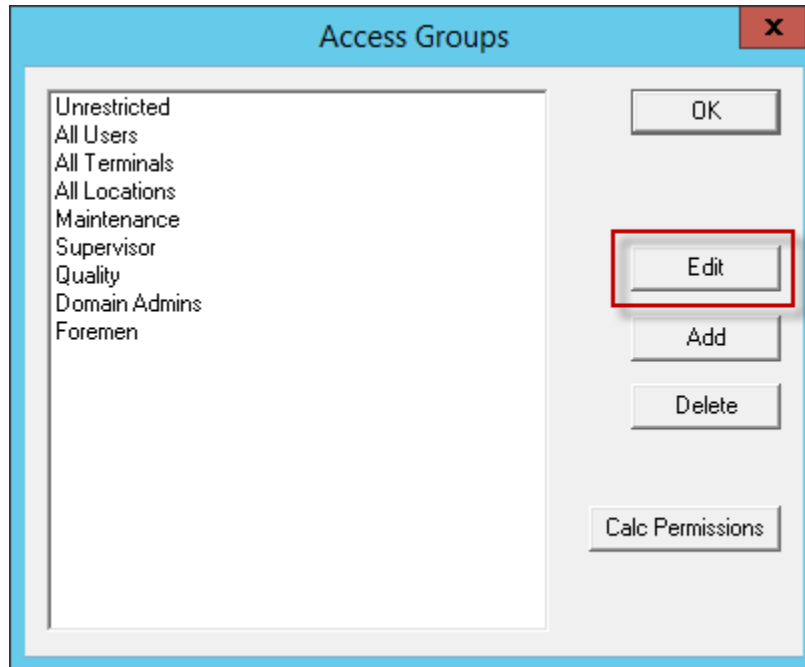 Access Groups
x
Unrestricted
All Users
All Terminals
All Locations
Maintenance
Supervisor
Quality
Domain Admins
Foremen
OK
Edit
Add
Delete
Calc Permissions